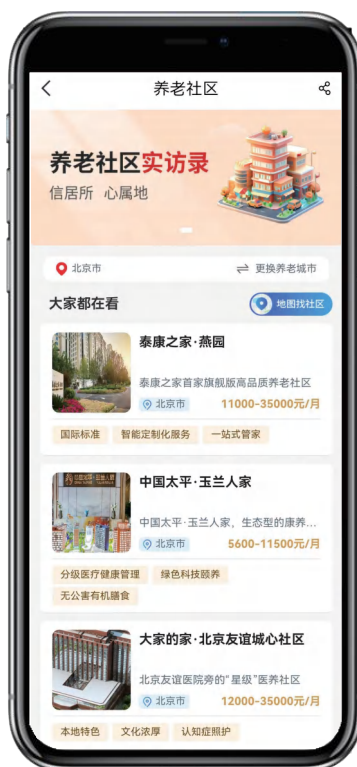 养老社区
养老社区实访录
信居所 心属地
北京市
更换养老城市
大家都在看
地图找社区
泰康之家·燕园
泰康之家首家旗舰版高品质养老社区
北京市
11000-35000元/月
国际标准
智能定制化服务
一站式管家
中国太平·玉兰人家
中国太平·玉兰人家，生态型的康养...
北京市
5600-11500元/月
分级医疗健康管理
绿色科技颐养
无公害有机膳食
大家的家·北京友谊城心社区
北京友谊医院旁的“星级”医养社区
北京市
12000-35000元/月
本地特色
文化浓厚
认知症照护